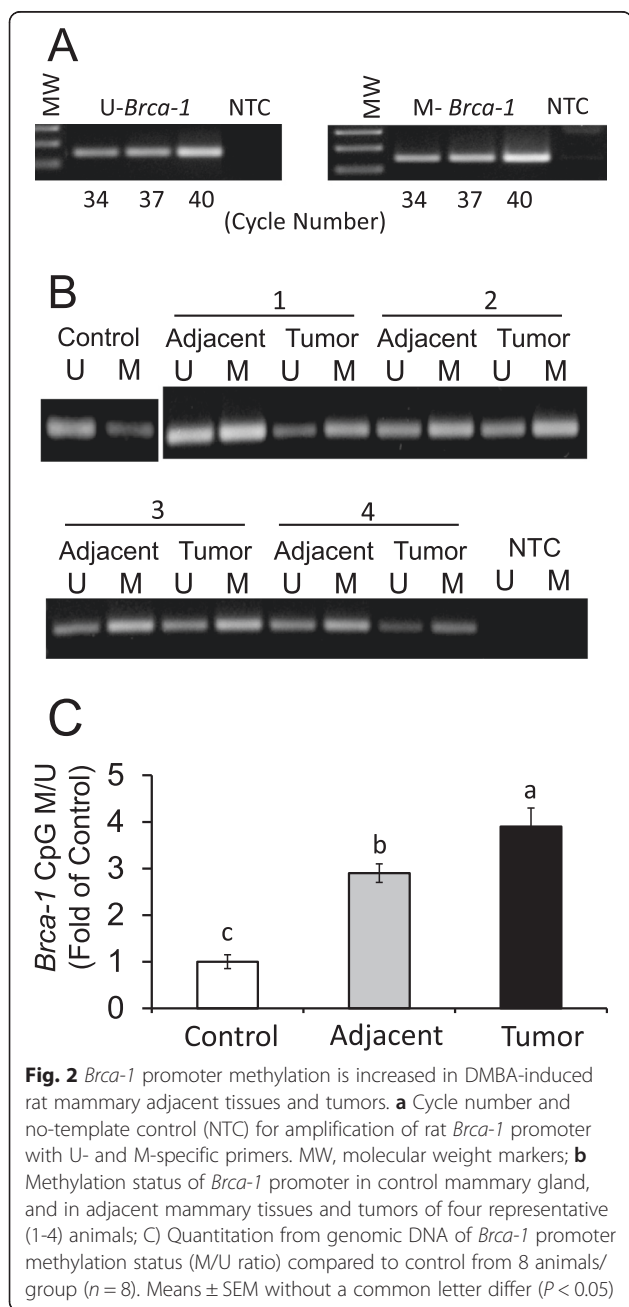 A
MW U-Brca-1 NTC MW M- Brca-1 NTC
34 37 40 34 37 40
(Cycle Number)
B
1 2
Control Adjacent Tumor Adjacent Tumor
U M U M U M U M U M
3 4
Adjacent Tumor Adjacent Tumor NTC
U M U M U M U M U M
C
Brca-1 CpG M/U
(Fold of Control)
5
4
3
2
1
0
c b a
Control Adjacent Tumor
Fig. 2 Brca-1 promoter methylation is increased in DMBA-induced
rat mammary adjacent tissues and tumors. a Cycle number and
no-template control (NTC) for amplification of rat Brca-1 promoter
with U- and M-specific primers. MW, molecular weight markers; b
Methylation status of Brca-1 promoter in control mammary gland,
and in adjacent mammary tissues and tumors of four representative
(1-4) animals; C) Quantitation from genomic DNA of Brca-1 promoter
methylation status (M/U ratio) compared to control from 8 animals/
group (n = 8). Means ± SEM without a common letter differ (P < 0.05)